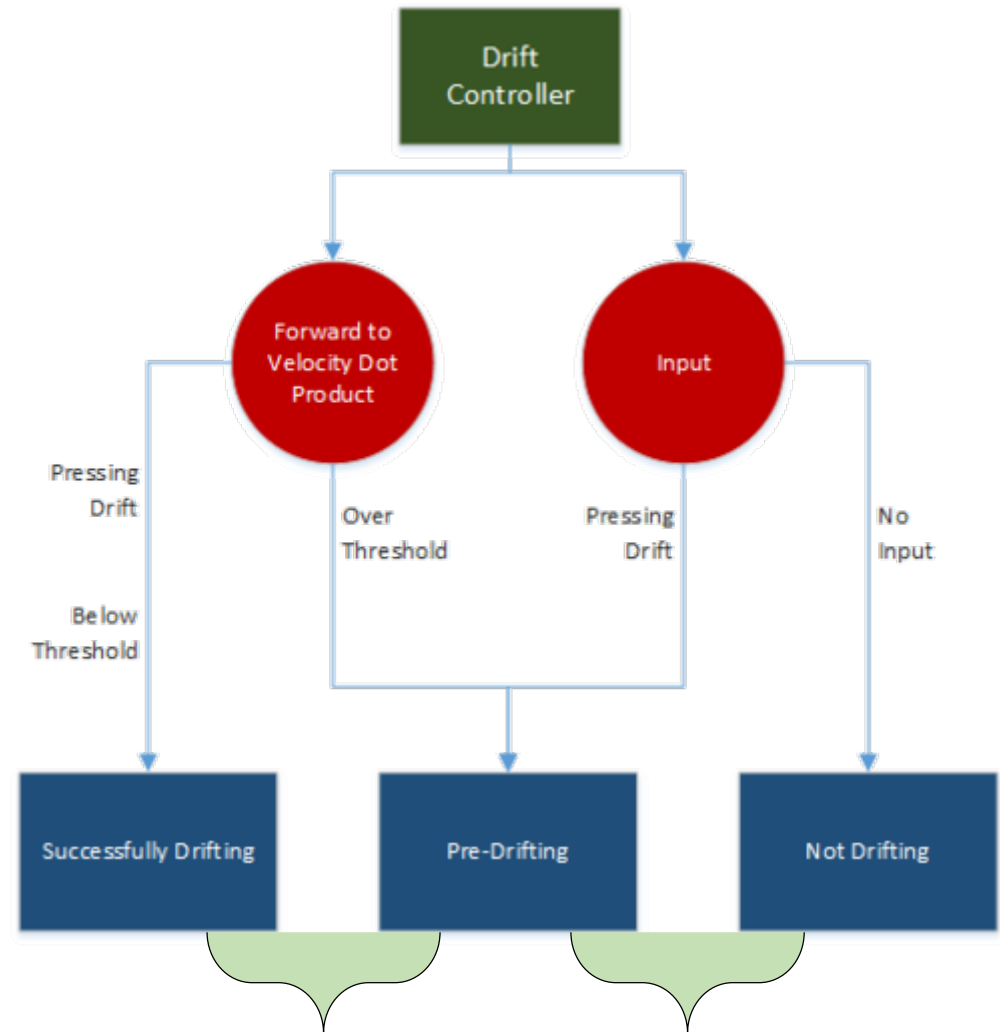 Drift
Controller
Forward to
Velocity Dot
Product
Input
Pressing
Drift
Over
Threshold
Pressing
Drift
No
Input
Below
Threshold
Successfully Drifting
Pre-Drifting
Not Drifting